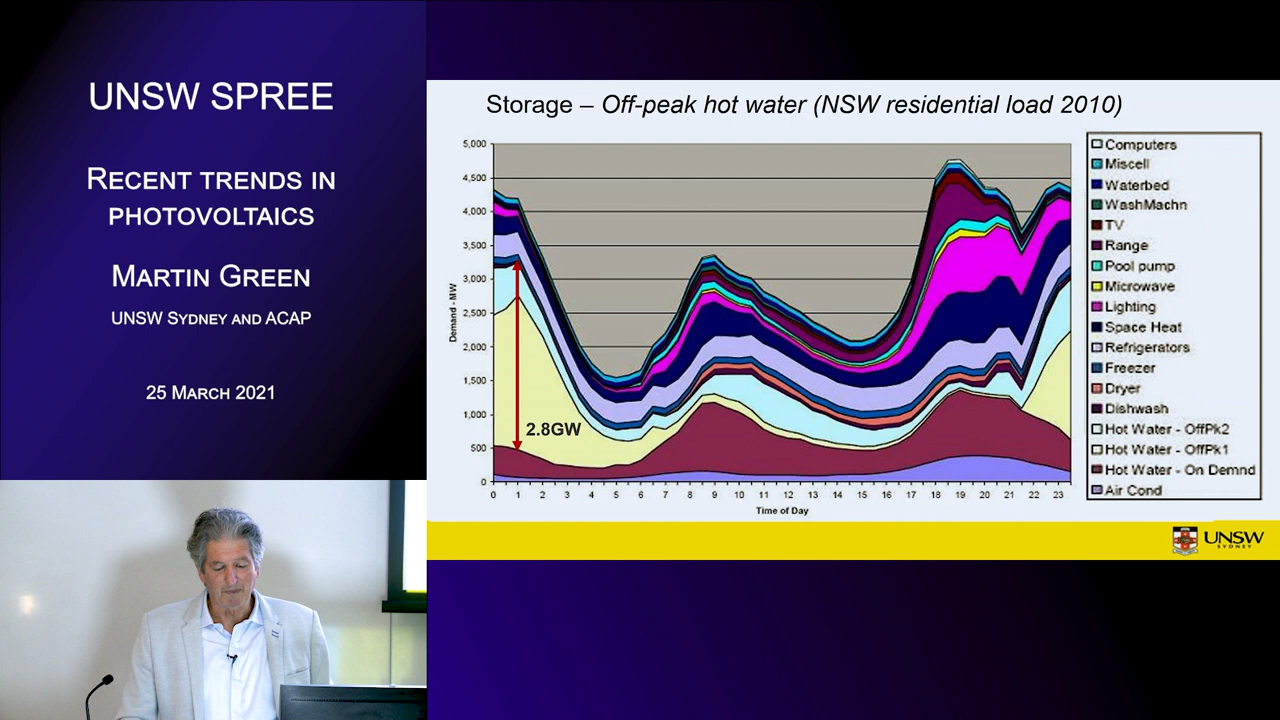 UNSW SPREE
RECENT TRENDS IN
PHOTOVOLTAICS
MARTIN GREEN
UNSW SYDNEY AND ACAP
25 MARCH 2021
Storage – Off-peak hot water (NSW residential load 2010)
5,000
4,500
4,000
3,500
3,000
2,500
2,000
1,500
1,000
500
0
Demand - MW
2.8GW
0 1 2 3 4 5 6 7 8 9 10 11 12 13 14 15 16 17 18 19 20 21 22 23
Time of Day
Computers
Miscell
Waterbed
WashMachn
TV
Range
Pool pump
Microwave
Lighting
Space Heat
Refrigerators
Freezer
Dryer
Dishwash
Hot Water - OffPk2
Hot Water - OffPk1
Hot Water - On Demnd
Air Cond
UNSW
SYDNEY